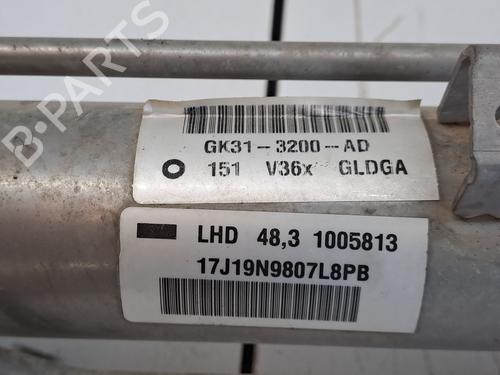 B-PARTS
GK31-3200-AD
151 V36x GLDGA
LHD 48,3 1005813
17J19N9807L8PB